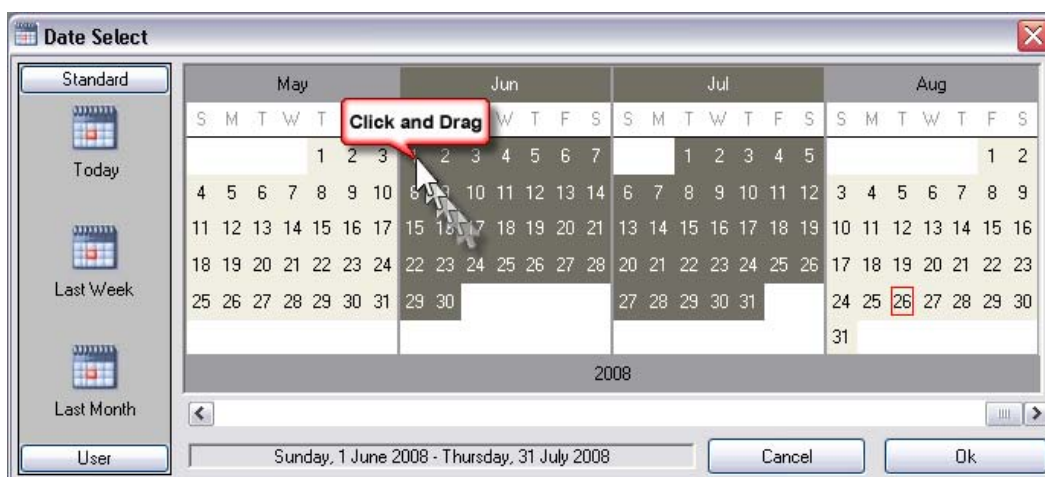 Date Select
Standard
Today
Last Week
Last Month
User
May Jun Jul Aug
S M T W T Click and Drag W T F S S M T W T F S S M T W T F S
1 2 3 1 2 3 4 5 6 7 1 2 3 4 5 1 2
4 5 6 7 8 9 10 8 10 11 12 13 14 6 7 8 9 10 11 12 3 4 5 6 7 8 9
11 12 13 14 15 16 17 15 17 18 19 20 21 13 14 15 16 17 18 19 10 11 12 13 14 15 16
18 19 20 21 22 23 24 22 23 24 25 26 27 28 20 21 22 23 24 25 26 17 18 19 20 21 22 23
25 26 27 28 29 30 31 29 30 27 28 29 30 31 24 25 26 27 28 29 30
31
2008
Sunday, 1 June 2008 - Thursday, 31 July 2008
Cancel Ok